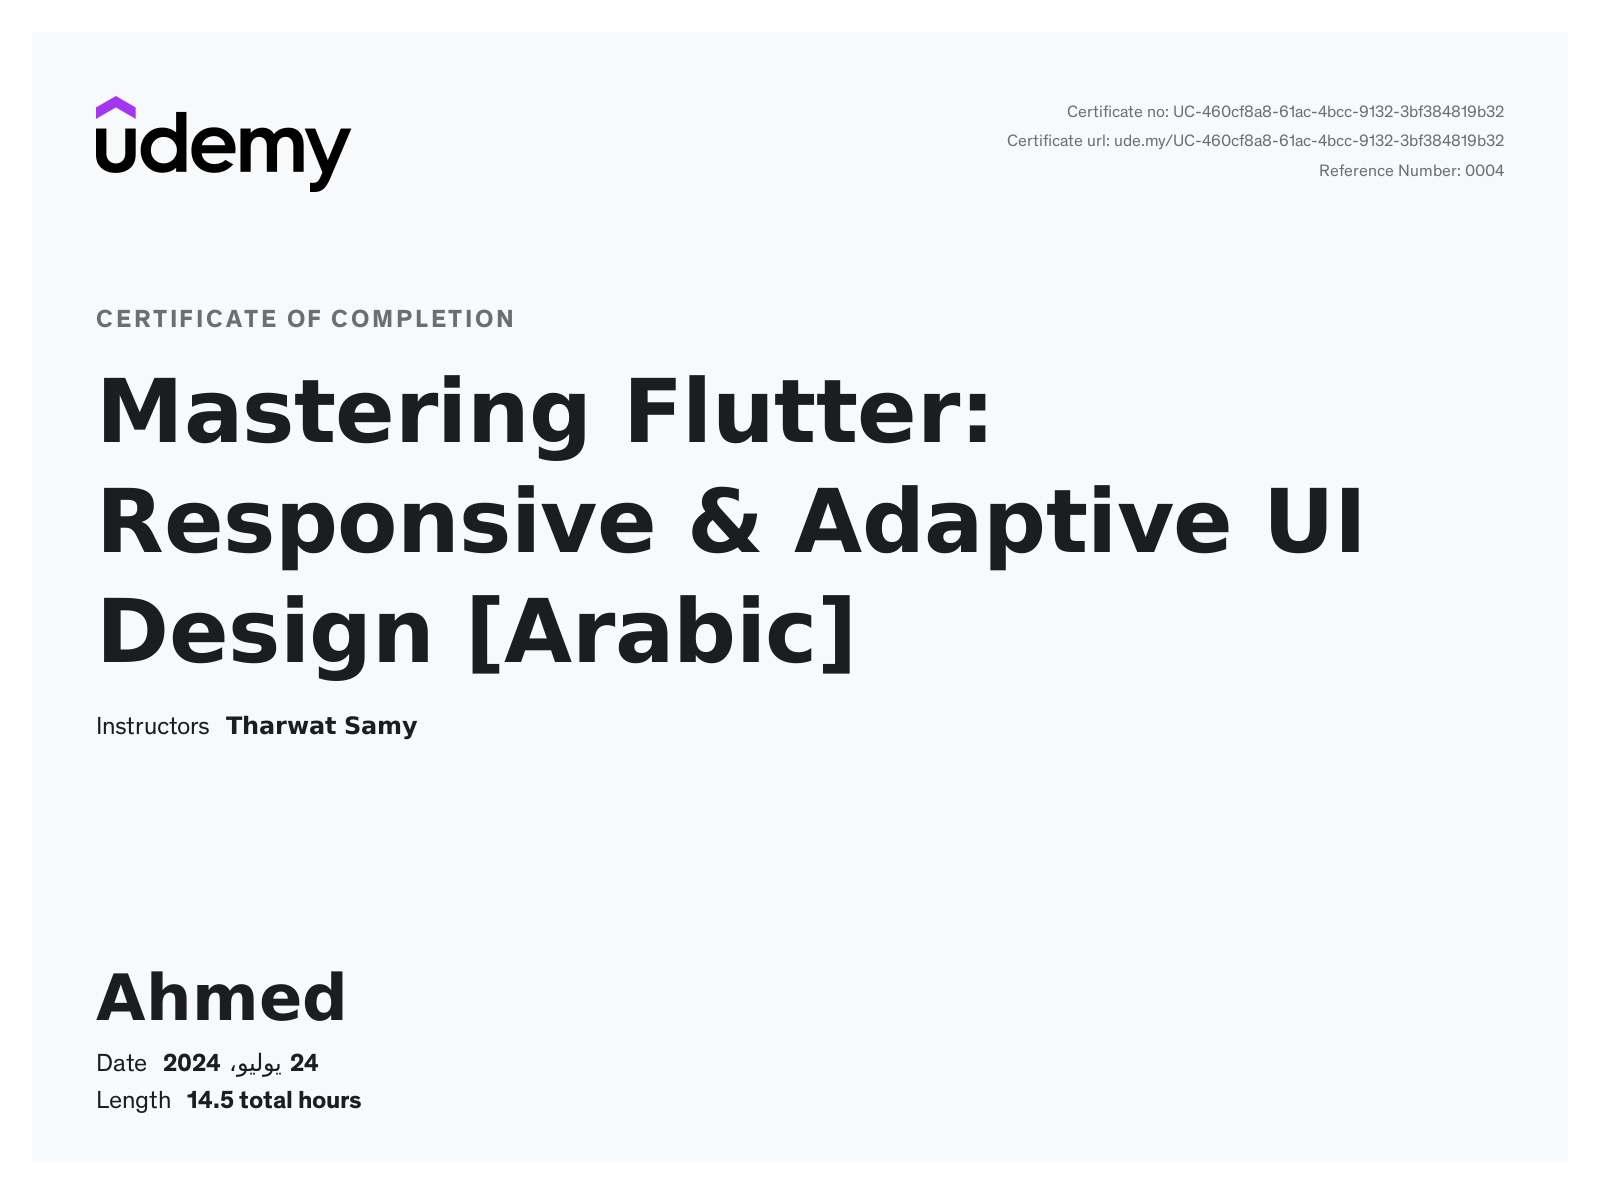 udemy
Certificate no: UC-460cf8a8-61ac-4bcc-9132-3bf384819b32
Certificate url: ude.my/UC-460cf8a8-61ac-4bcc-9132-3bf384819b32
Reference Number: 0004
CERTIFICATE OF COMPLETION
Mastering Flutter:
Responsive & Adaptive UI
Design [Arabic]
Instructors Tharwat Samy
Ahmed
Date 24 يوليو، 2024
Length 14.5 total hours